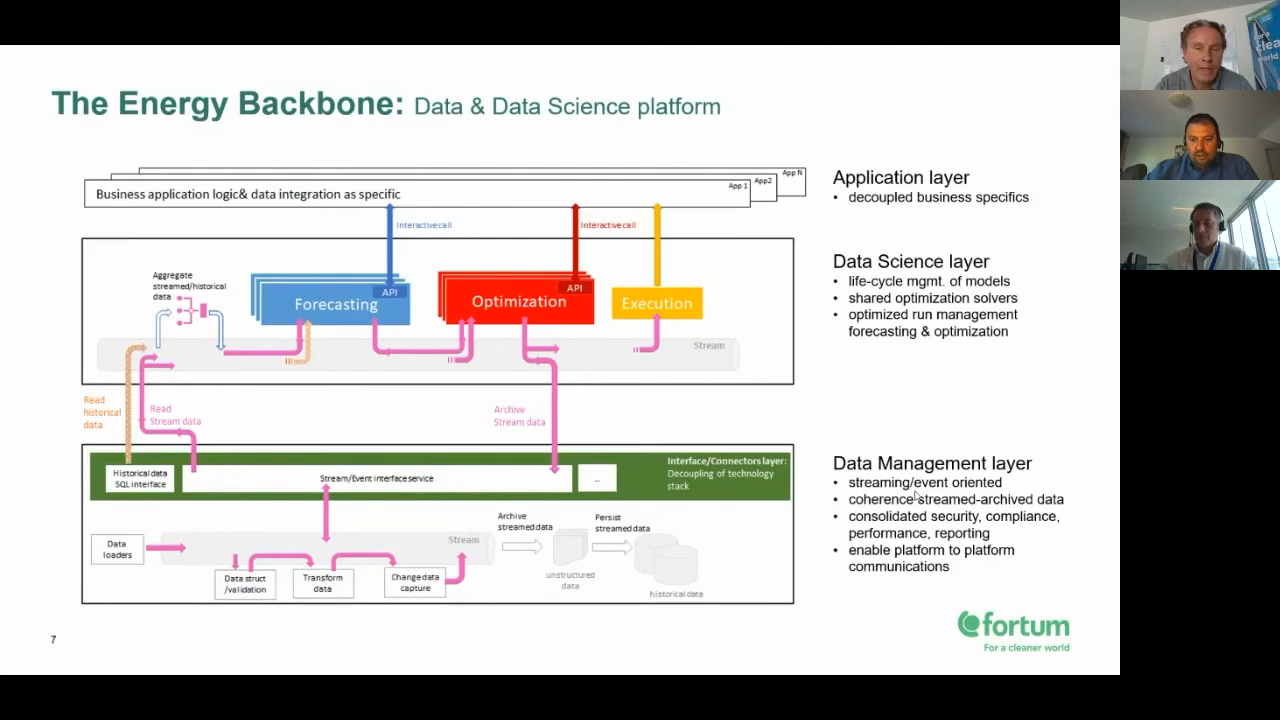 The Energy Backbone: Data & Data Science platform
App N
App2
App 1
Business application logic& data integration as specific
Interactive call
Interactive call
Aggregate
streamed/historical
data
API
Forecasting
API
Optimization
Execution
Stream
Read
historical
data
Read
Stream data
Archive
Stream data
Historical data
SQL interface
Stream/Event interface service
...
Interface/Connectors layer:
Decoupling of technology
stack
Data
loaders
Stream
Data struct
/validation
Transform
data
Change data
capture
Archive
streamed data
Persist
streamed data
unstructured
data
historical data
Application layer
• decoupled business specifics
Data Science layer
• life-cycle mgmt. of models
• shared optimization solvers
• optimized run management
forecasting & optimization
Data Management layer
• streaming/event oriented
• coherence streamed-archived data
• consolidated security, compliance,
performance, reporting
• enable platform to platform
communications
7
fortum
For a cleaner world
For a
clea
world